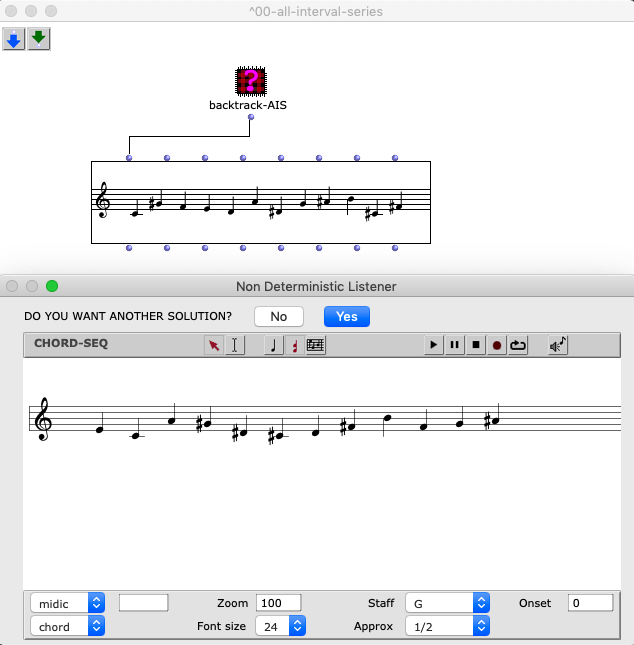 ^00-all-interval-series
?
backtrack-AIS
Non Deterministic Listener
DO YOU WANT ANOTHER SOLUTION? No Yes
CHORD-SEQ
midic Zoom 100 Staff G Onset 0
chord Font size 24 Approx 1/2